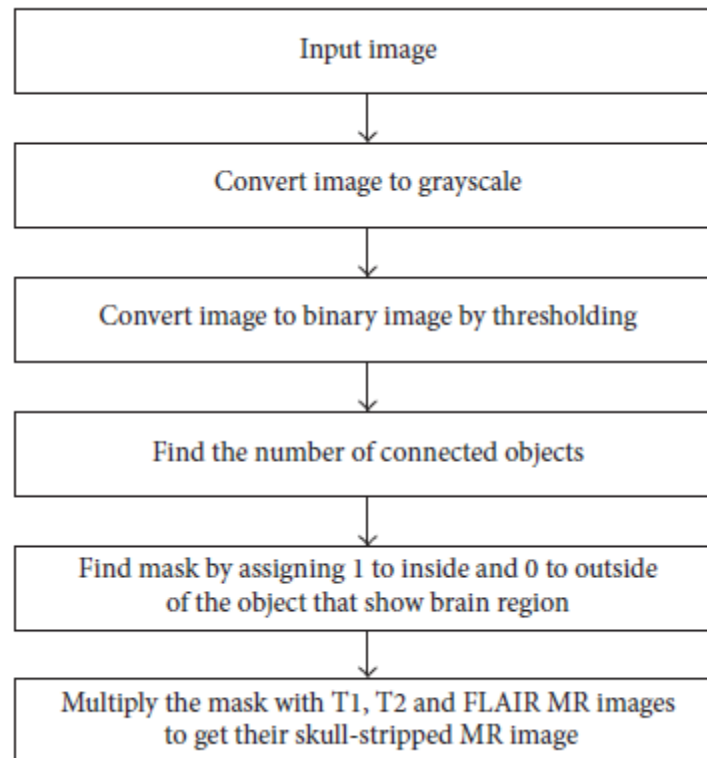 Input image
Convert image to grayscale
Convert image to binary image by thresholding
Find the number of connected objects
Find mask by assigning 1 to inside and 0 to outside
of the object that show brain region
Multiply the mask with T1, T2 and FLAIR MR images
to get their skull-stripped MR image